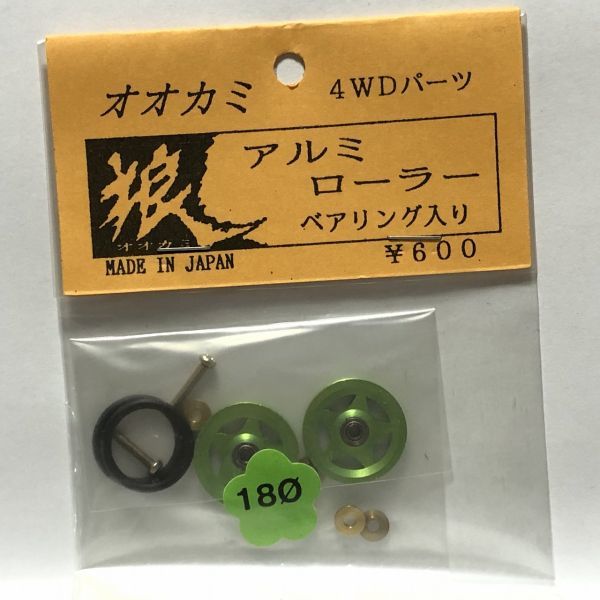 オオカミ 4WDパーツ
狼
オオカミ
アルミ
ローラー
ベアリング入り
MADE IN JAPAN
¥600
18Ø